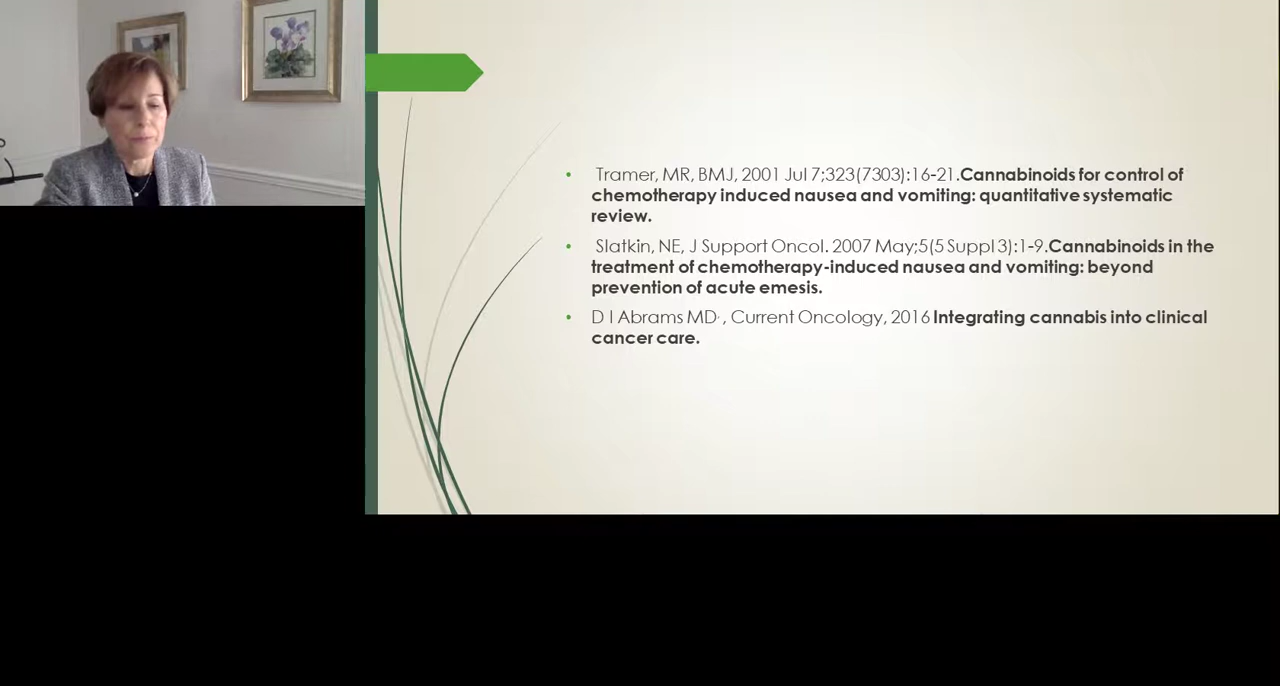 • Tramer, MR, BMJ, 2001 Jul 7;323(7303):16-21.Cannabinoids for control of
chemotherapy induced nausea and vomiting: quantitative systematic
review.
• Slatkin, NE, J Support Oncol. 2007 May;5(5 Suppl 3):1-9.Cannabinoids in the
treatment of chemotherapy-induced nausea and vomiting: beyond
prevention of acute emesis.
• D I Abrams MD· , Current Oncology, 2016 Integrating cannabis into clinical
cancer care.